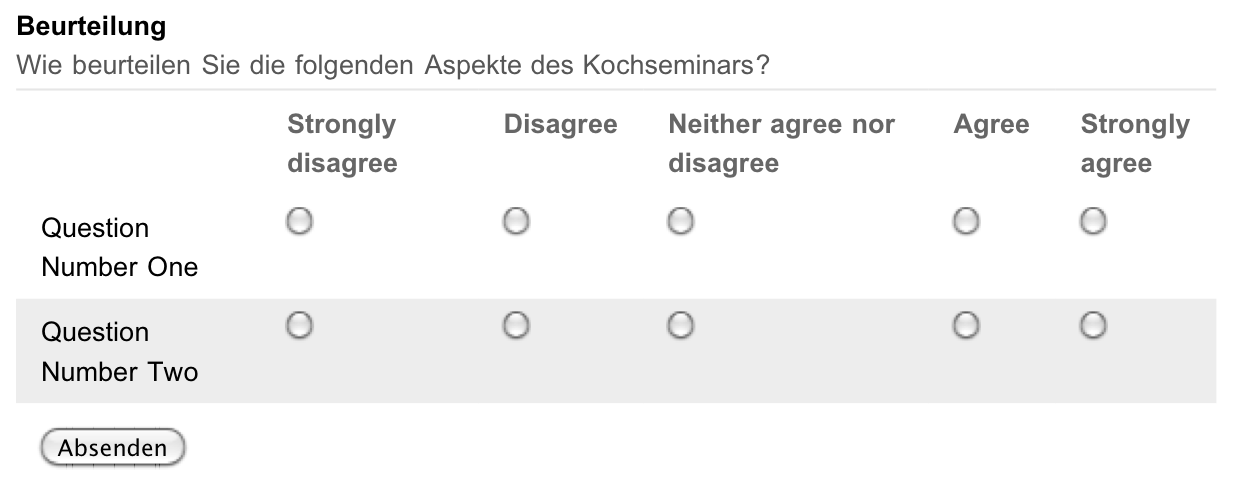 Beurteilung
Wie beurteilen Sie die folgenden Aspekte des Kochseminars?
Strongly disagree
Disagree
Neither agree nor disagree
Agree
Strongly agree
Question
Number One
Question
Number Two
Absenden